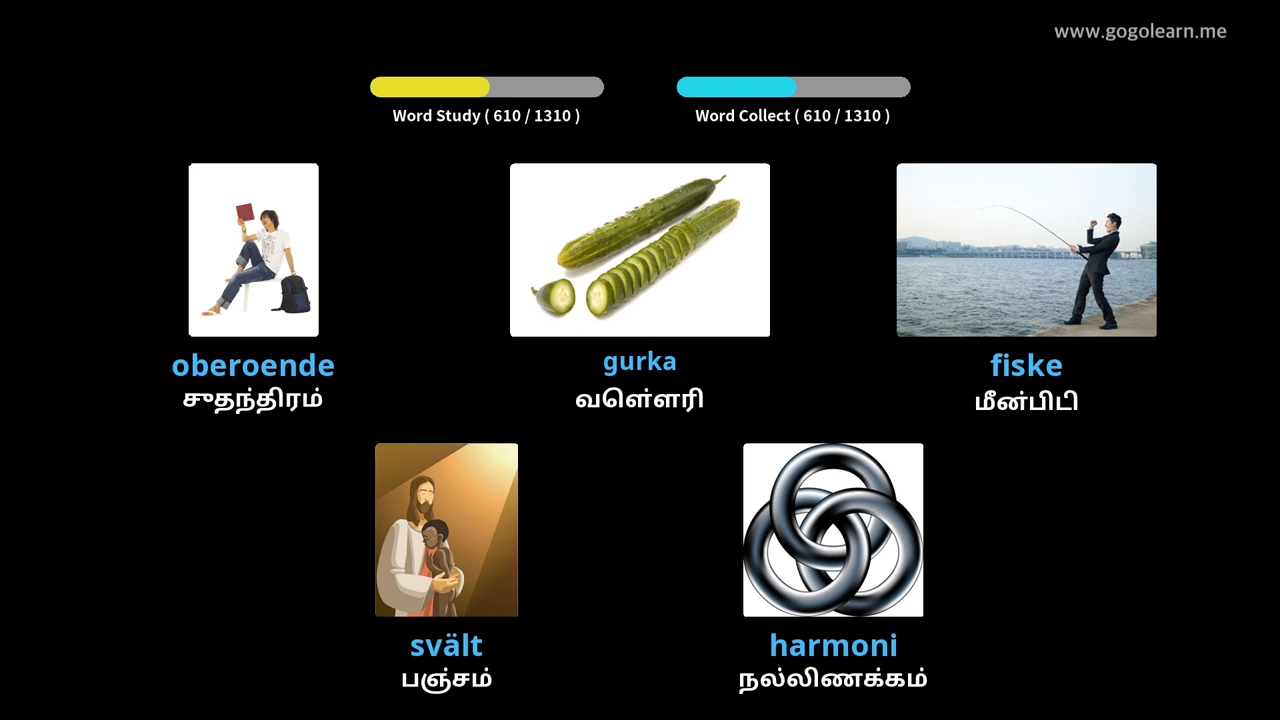 www.gogolearn.me
Word Study ( 610 / 1310 )
Word Collect ( 610 / 1310 )
oberoende
சுதந்திரம்
gurka
வெள்ளரி
fiske
மீன்பிடி
svält
பஞ்சம்
harmoni
நல்லிணக்கம்